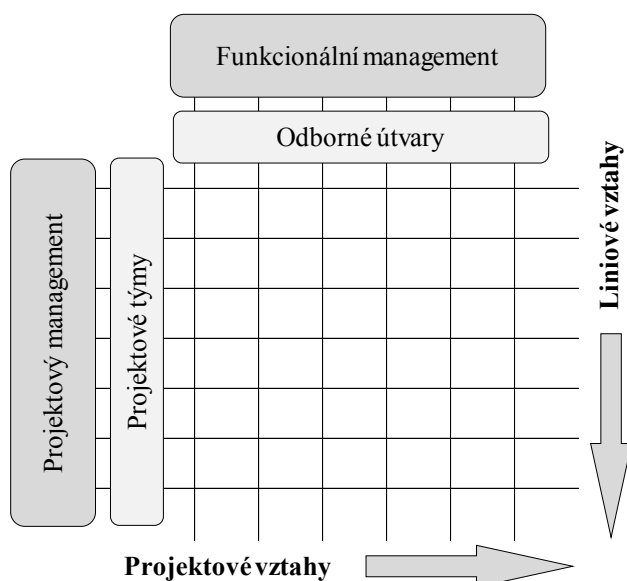 Funkcionální management
Odborné útvary
Projektový management
Projektové týmy
Liniové vztahy
Projektové vztahy